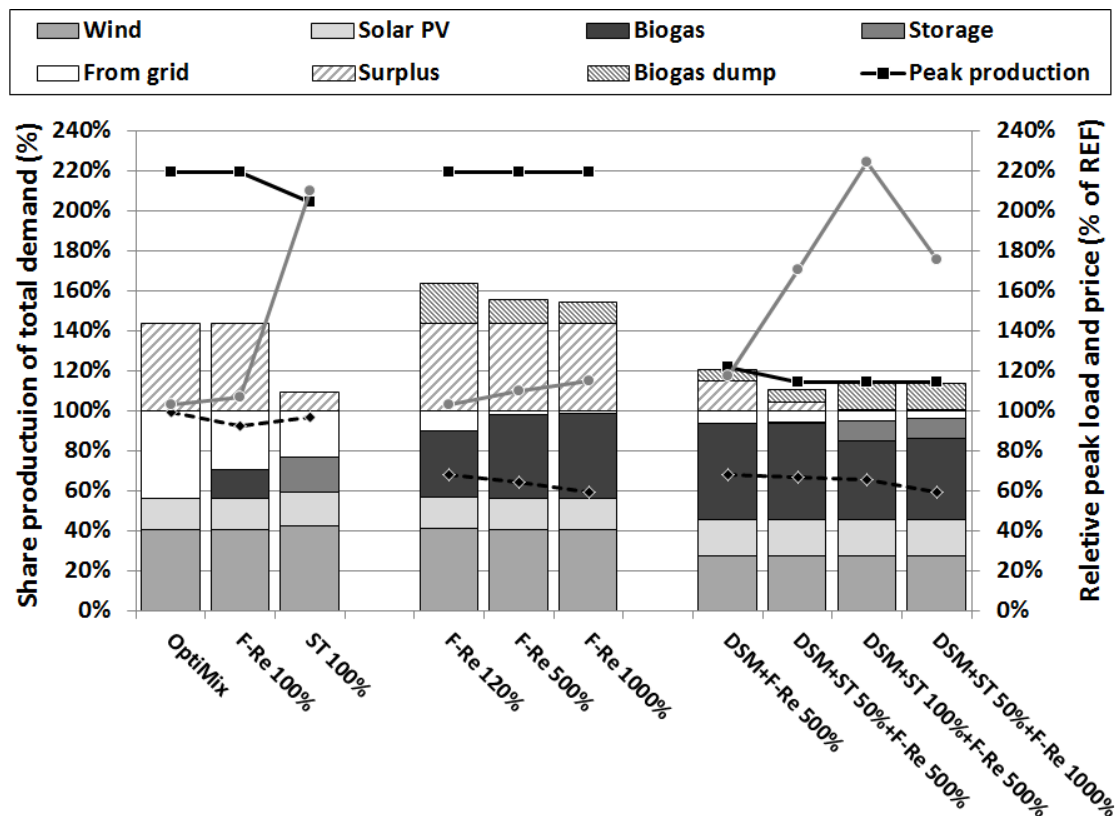 Wind Solar PV Biogas Storage
From grid Surplus Biogas dump Peak production
Share productuion of total demand (%)
240% 240%
220% 220%
200% 200%
180% 180%
160% 160%
140% 140%
120% 120%
100% 100%
80% 80%
60% 60%
40% 40%
20% 20%
0% 0%
Reletive peak load and price (% of REF)
OptiMix
F-Re 100%
ST 100%
F-Re 120%
F-Re 500%
F-Re 1000%
DSM+F-Re 500%
DSM+ST 50%+F-Re 500%
DSM+ST 100%+F-Re 500%
DSM+ST 50%+F-Re 1000%